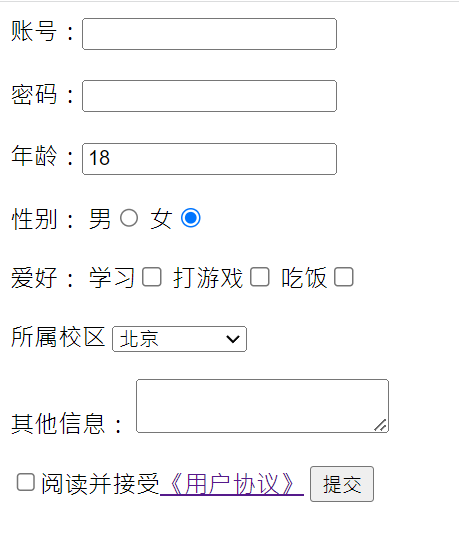 账号：
密码：
年龄：18
性别： 男 女
爱好： 学习 打游戏 吃饭
所属校区 北京
其他信息：
阅读并接受《用户协议》 提交